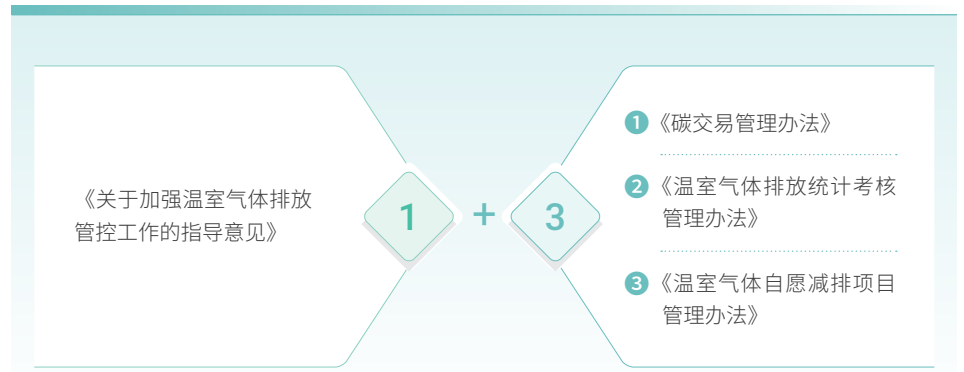 《关于加强温室气体排放
管控工作的指导意见》
1
+
3
1《碳交易管理办法》
2《温室气体排放统计考核
管理办法》
3《温室气体自愿减排项目
管理办法》